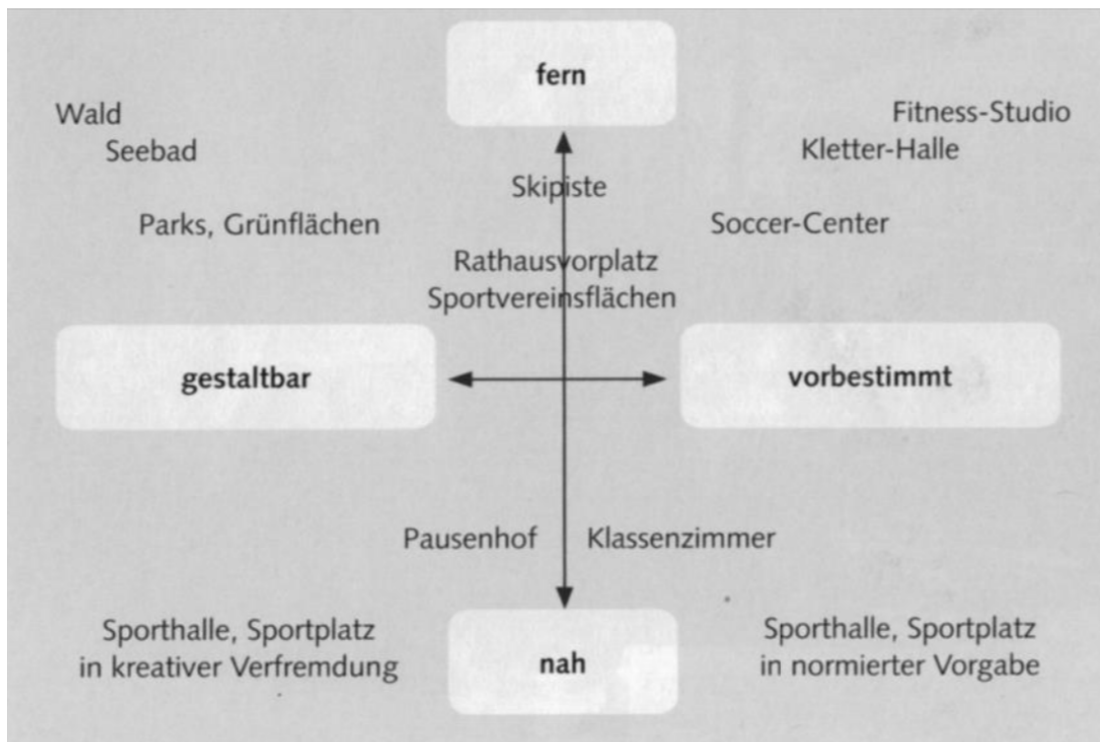 fern
Wald
Fitness-Studio
Seebad
Kletter-Halle
Skipiste
Parks, Grünflächen
Soccer-Center
Rathausvorplatz
Sportvereinsflächen
gestaltbar
vorbestimmt
Pausenhof
Klassenzimmer
Sporthalle, Sportplatz
in kreativer Verfremdung
nah
Sporthalle, Sportplatz
in normierter Vorgabe